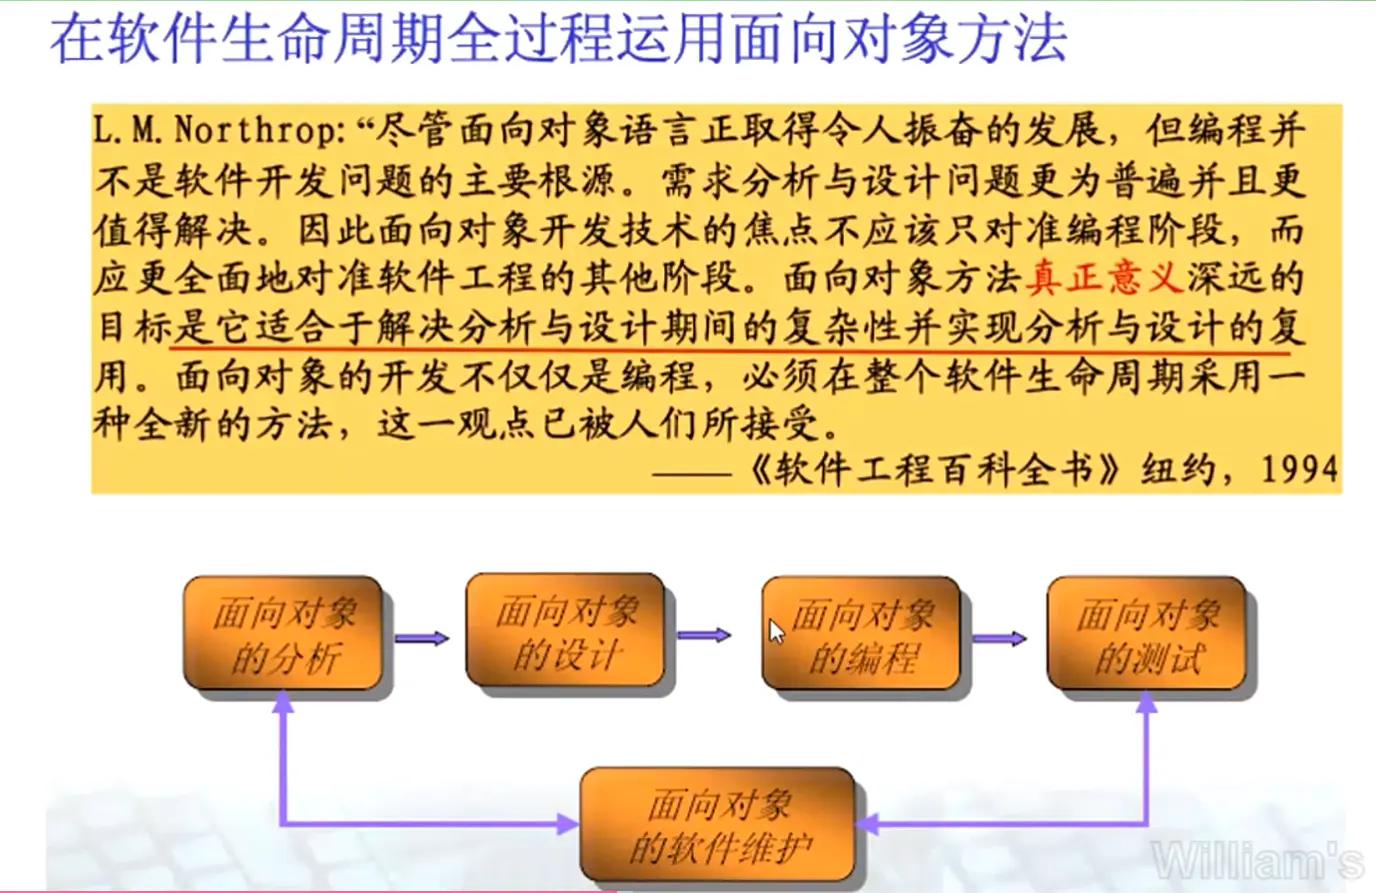 在软件生命周期全过程运用面向对象方法
L.M.Northrop:“尽管面向对象语言正取得令人振奋的发展，但编程并
不是软件开发问题的主要根源。需求分析与设计问题更为普遍并且更
值得解决。因此面向对象开发技术的焦点不应该只对准编程阶段，而
应更全面地对准软件工程的其他阶段。面向对象方法真正意义深远的
目标是它适合于解决分析与设计期间的复杂性并实现分析与设计的复
用。面向对象的开发不仅仅是编程，必须在整个软件生命周期采用一
种全新的方法，这一观点已被人们所接受。
——《软件工程百科全书》纽约，1994
面向对象
的分析
面向对象
的设计
面向对象
的编程
面向对象
的测试
面向对象
的软件维护
William's